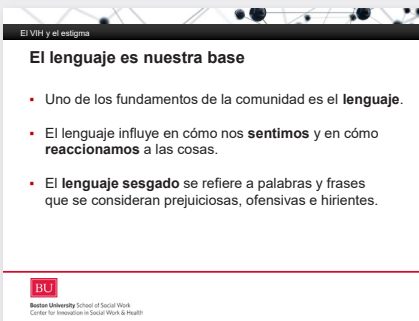 El VIH y el estigma
El lenguaje es nuestra base
▪ Uno de los fundamentos de la comunidad es el lenguaje.
▪ El lenguaje influye en cómo nos sentimos y en cómo
reaccionamos a las cosas.
▪ El lenguaje sesgado se refiere a palabras y frases
que se consideran prejuiciosas, ofensivas e hirientes.
BU
Boston University School of Social Work
Center for Innovation in Social Work & Health